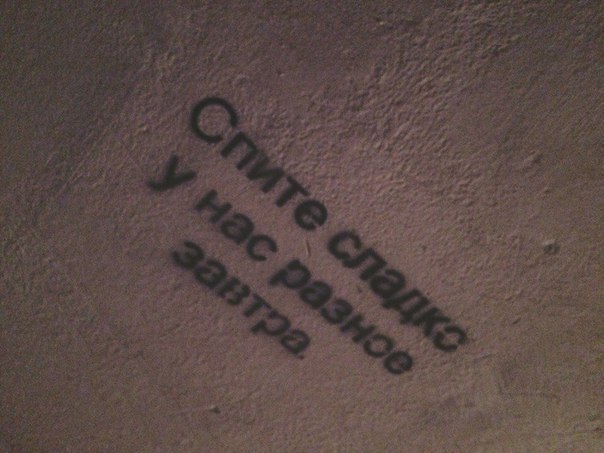 Спите сладко
у нас разное
завтра.